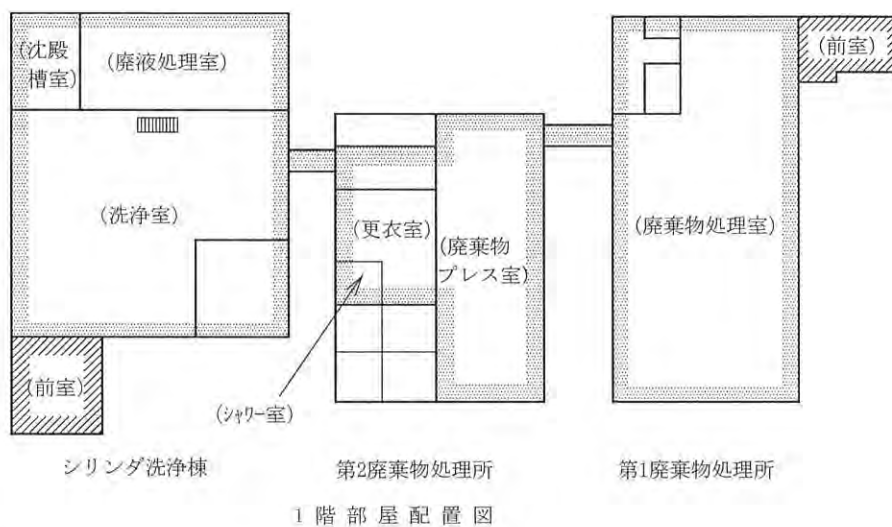 (沈殿
槽室)
(廃液処理室)
(洗浄室)
(前室)
シリンダ洗浄棟
(更衣室)
(廃棄物
プレス室)
(シャワー室)
第2廃棄物処理所
(前室)
(廃棄物処理室)
第1廃棄物処理所
1階部屋配置図